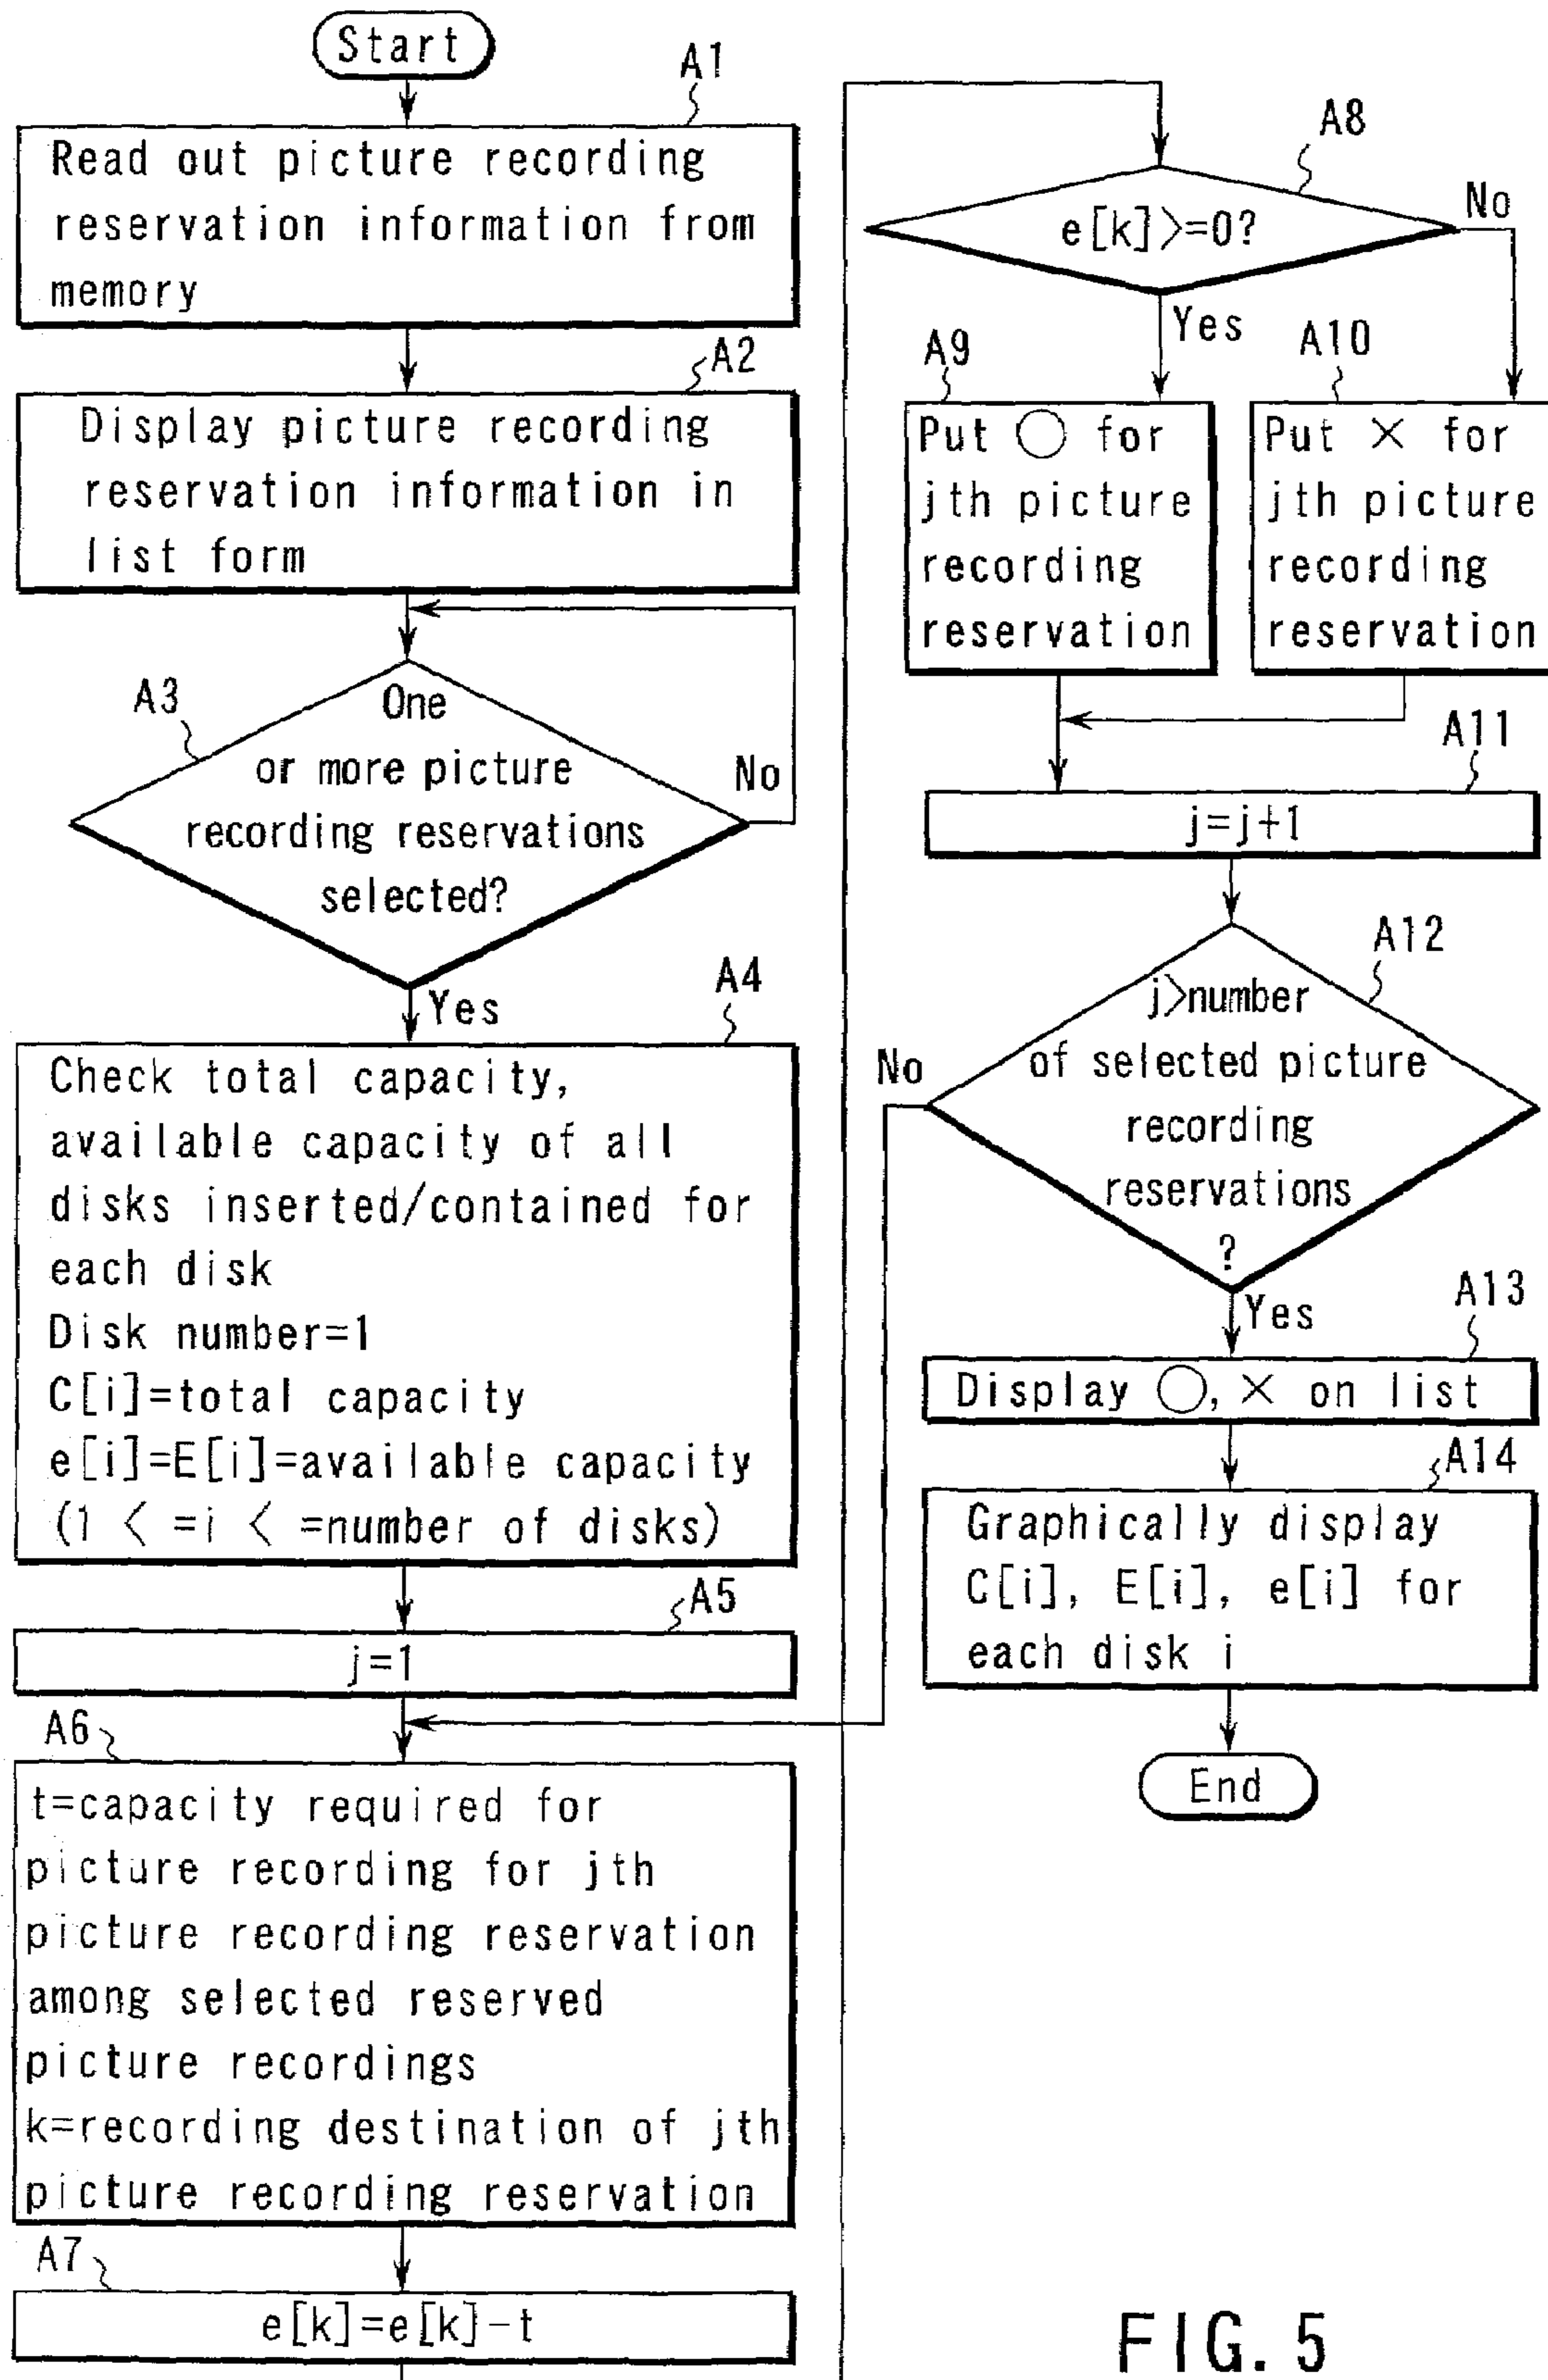 Start
A1
Read out picture recording
reservation information from
memory
A2
Display picture recording
reservation information in
list form
A3
One
or more picture
recording reservations
selected?
No
Yes
A4
Check total capacity,
available capacity of all
disks inserted/contained for
each disk
Disk number=1
C[i]=total capacity
e[i]=E[i]=available capacity
(1 < =i < =number of disks)
A5
j=1
A6
t=capacity required for
picture recording for jth
picture recording reservation
among selected reserved
picture recordings
k=recording destination of jth
picture recording reservation
A7
e[k]=e[k]-t
A8
e[k]>=0?
No
Yes
A9
Put ○ for
jth picture
recording
reservation
A10
Put × for
jth picture
recording
reservation
A11
j=j+1
A12
j>number
of selected picture
recording
reservations
?
No
Yes
A13
Display ○, × on list
A14
Graphically display
C[i], E[i], e[i] for
each disk i
End
FIG. 5